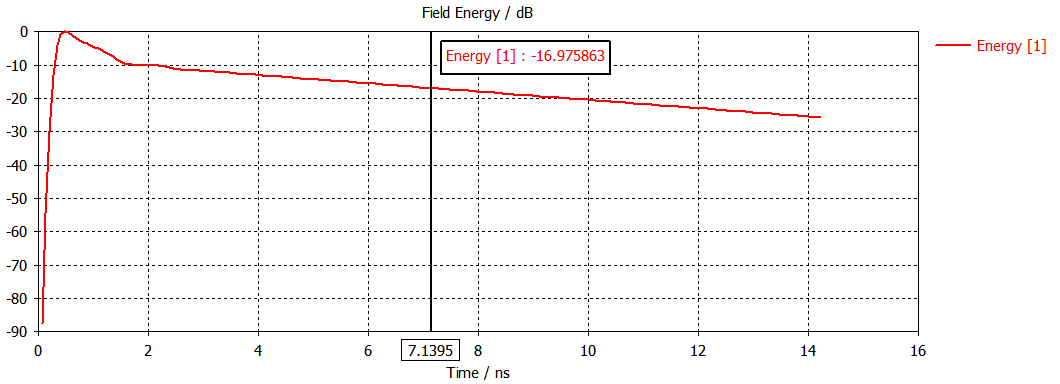 Field Energy / dB
Energy [1]
Energy [1] : -16.975863
0
-10
-20
-30
-40
-50
-60
-70
-80
-90
0 2 4 6 7.1395 8 10 12 14 16
Time / ns